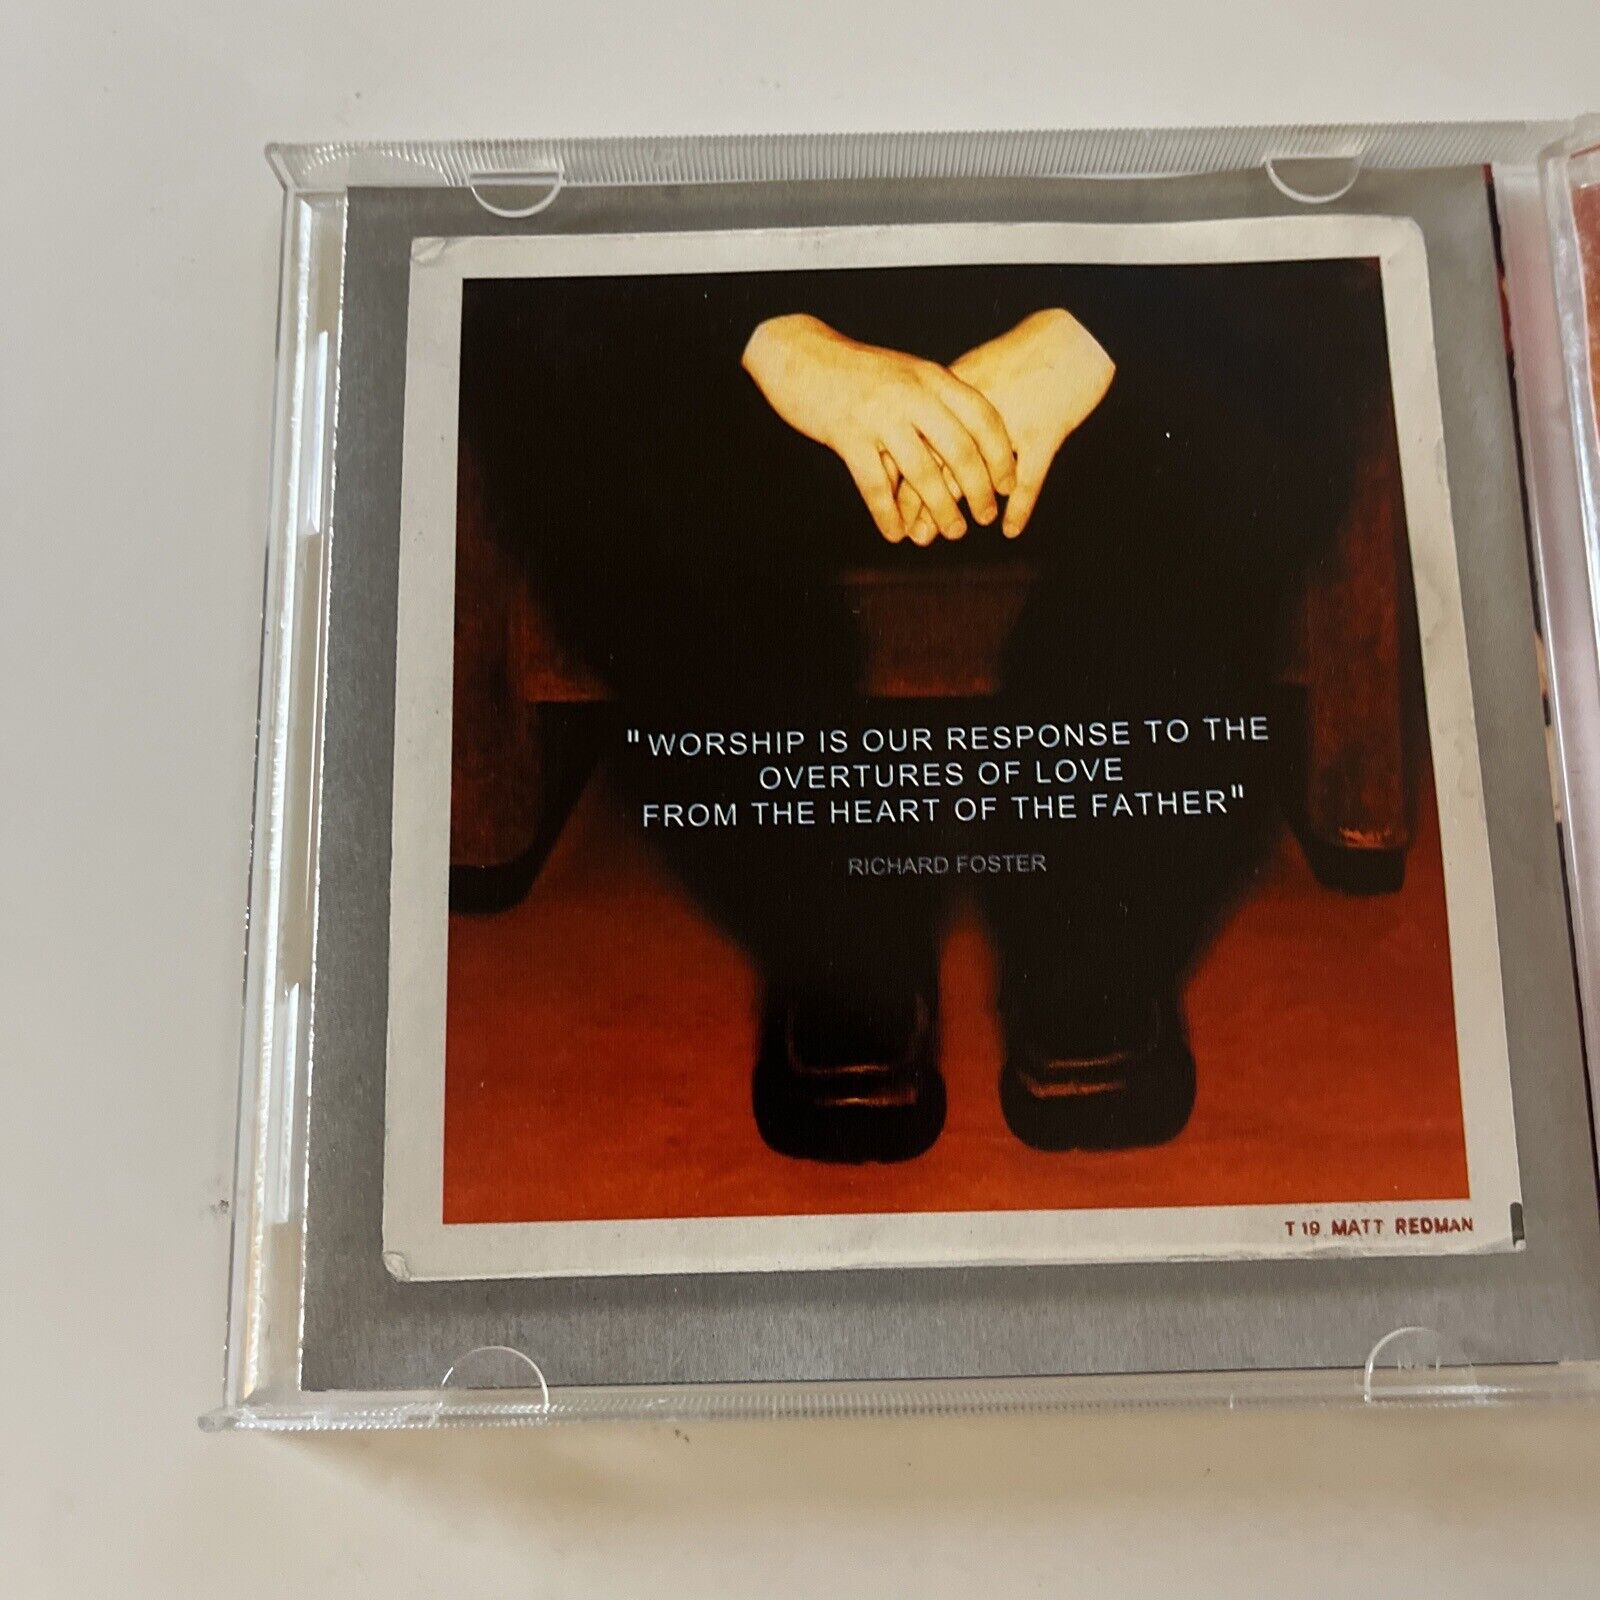 "WORSHIP IS OUR RESPONSE TO THE
OVERTURES OF LOVE
FROM THE HEART OF THE FATHER"
RICHARD FOSTER
T 19 MATT REDMAN